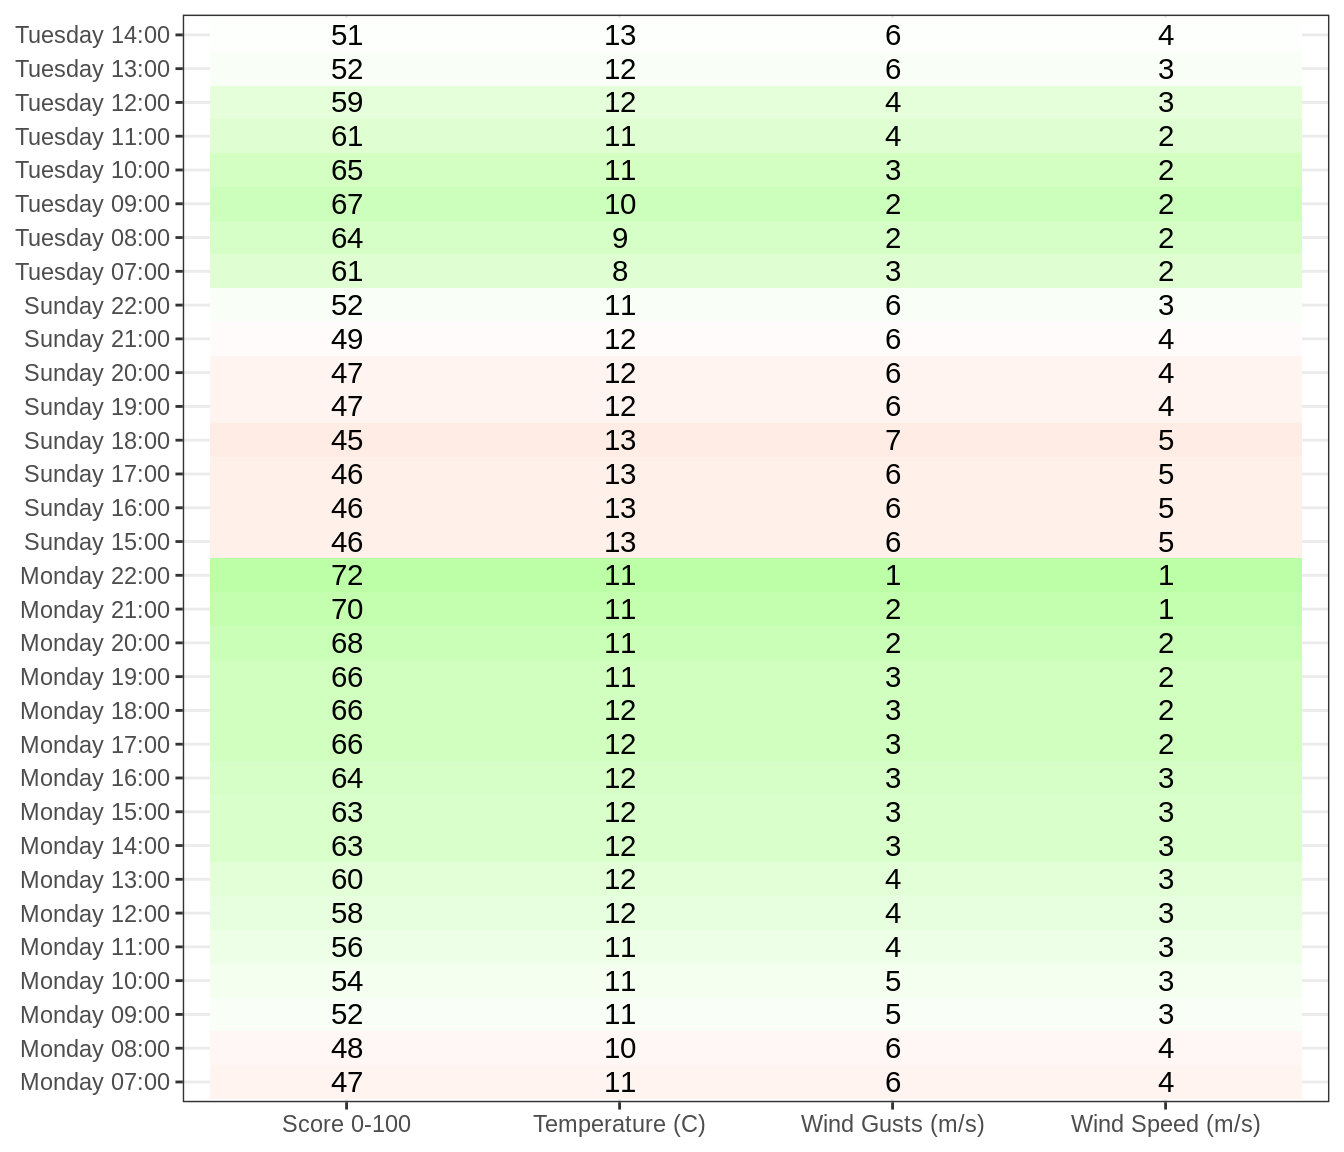 Tuesday 14:00 51 13 6 4
Tuesday 13:00 52 12 6 3
Tuesday 12:00 59 12 4 3
Tuesday 11:00 61 11 4 2
Tuesday 10:00 65 11 3 2
Tuesday 09:00 67 10 2 2
Tuesday 08:00 64 9 2 2
Tuesday 07:00 61 8 3 2
Sunday 22:00 52 11 6 3
Sunday 21:00 49 12 6 4
Sunday 20:00 47 12 6 4
Sunday 19:00 47 12 6 4
Sunday 18:00 45 13 7 5
Sunday 17:00 46 13 6 5
Sunday 16:00 46 13 6 5
Sunday 15:00 46 13 6 5
Monday 22:00 72 11 1 1
Monday 21:00 70 11 2 1
Monday 20:00 68 11 2 2
Monday 19:00 66 11 3 2
Monday 18:00 66 12 3 2
Monday 17:00 66 12 3 2
Monday 16:00 64 12 3 3
Monday 15:00 63 12 3 3
Monday 14:00 63 12 3 3
Monday 13:00 60 12 4 3
Monday 12:00 58 12 4 3
Monday 11:00 56 11 4 3
Monday 10:00 54 11 5 3
Monday 09:00 52 11 5 3
Monday 08:00 48 10 6 4
Monday 07:00 47 11 6 4
Score 0-100 Temperature (C) Wind Gusts (m/s) Wind Speed (m/s)